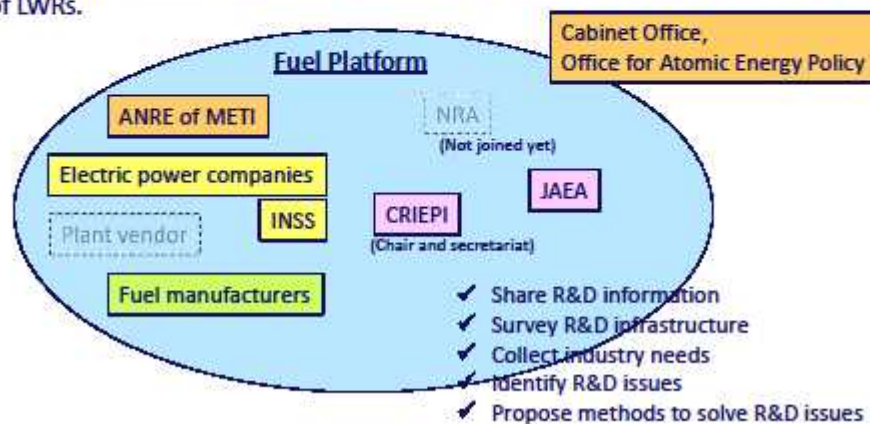 of LWRs.
Cabinet Office,
Office for Atomic Energy Policy
Fuel Platform
ANRE of METI
NRA
(Not joined yet)
Electric power companies
JAEA
INSS
CRIEPI
(Chair and secretariat)
Plant vendor
Fuel manufacturers
✔ Share R&D information
✔ Survey R&D infrastructure
✔ Collect industry needs
✔ Identify R&D issues
✔ Propose methods to solve R&D issues